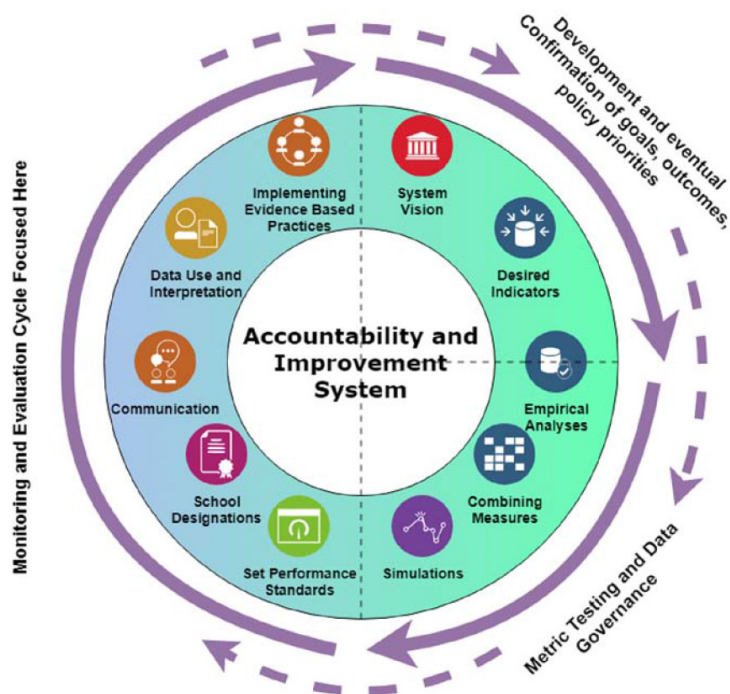 Development and eventual
Confirmation of goals, outcomes,
policy priorities
Monitoring and Evaluation Cycle Focused Here
Implementing
Evidence Based
Practices
System
Vision
Data Use and
Interpretation
Desired
Indicators
Accountability and
Improvement
System
Communication
Empirical
Analyses
School
Designations
Combining
Measures
Set Performance
Standards
Simulations
Metric Testing and Data
Governance